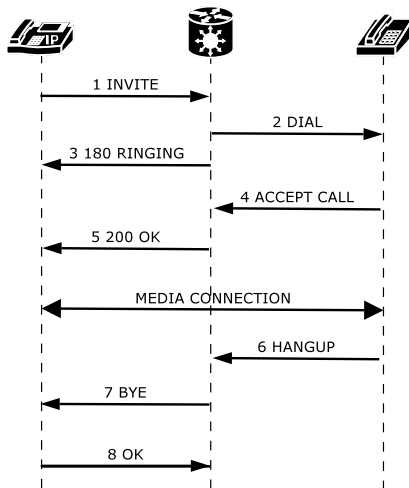 IP
1 INVITE
2 DIAL
3 180 RINGING
4 ACCEPT CALL
5 200 OK
MEDIA CONNECTION
6 HANGUP
7 BYE
8 OK